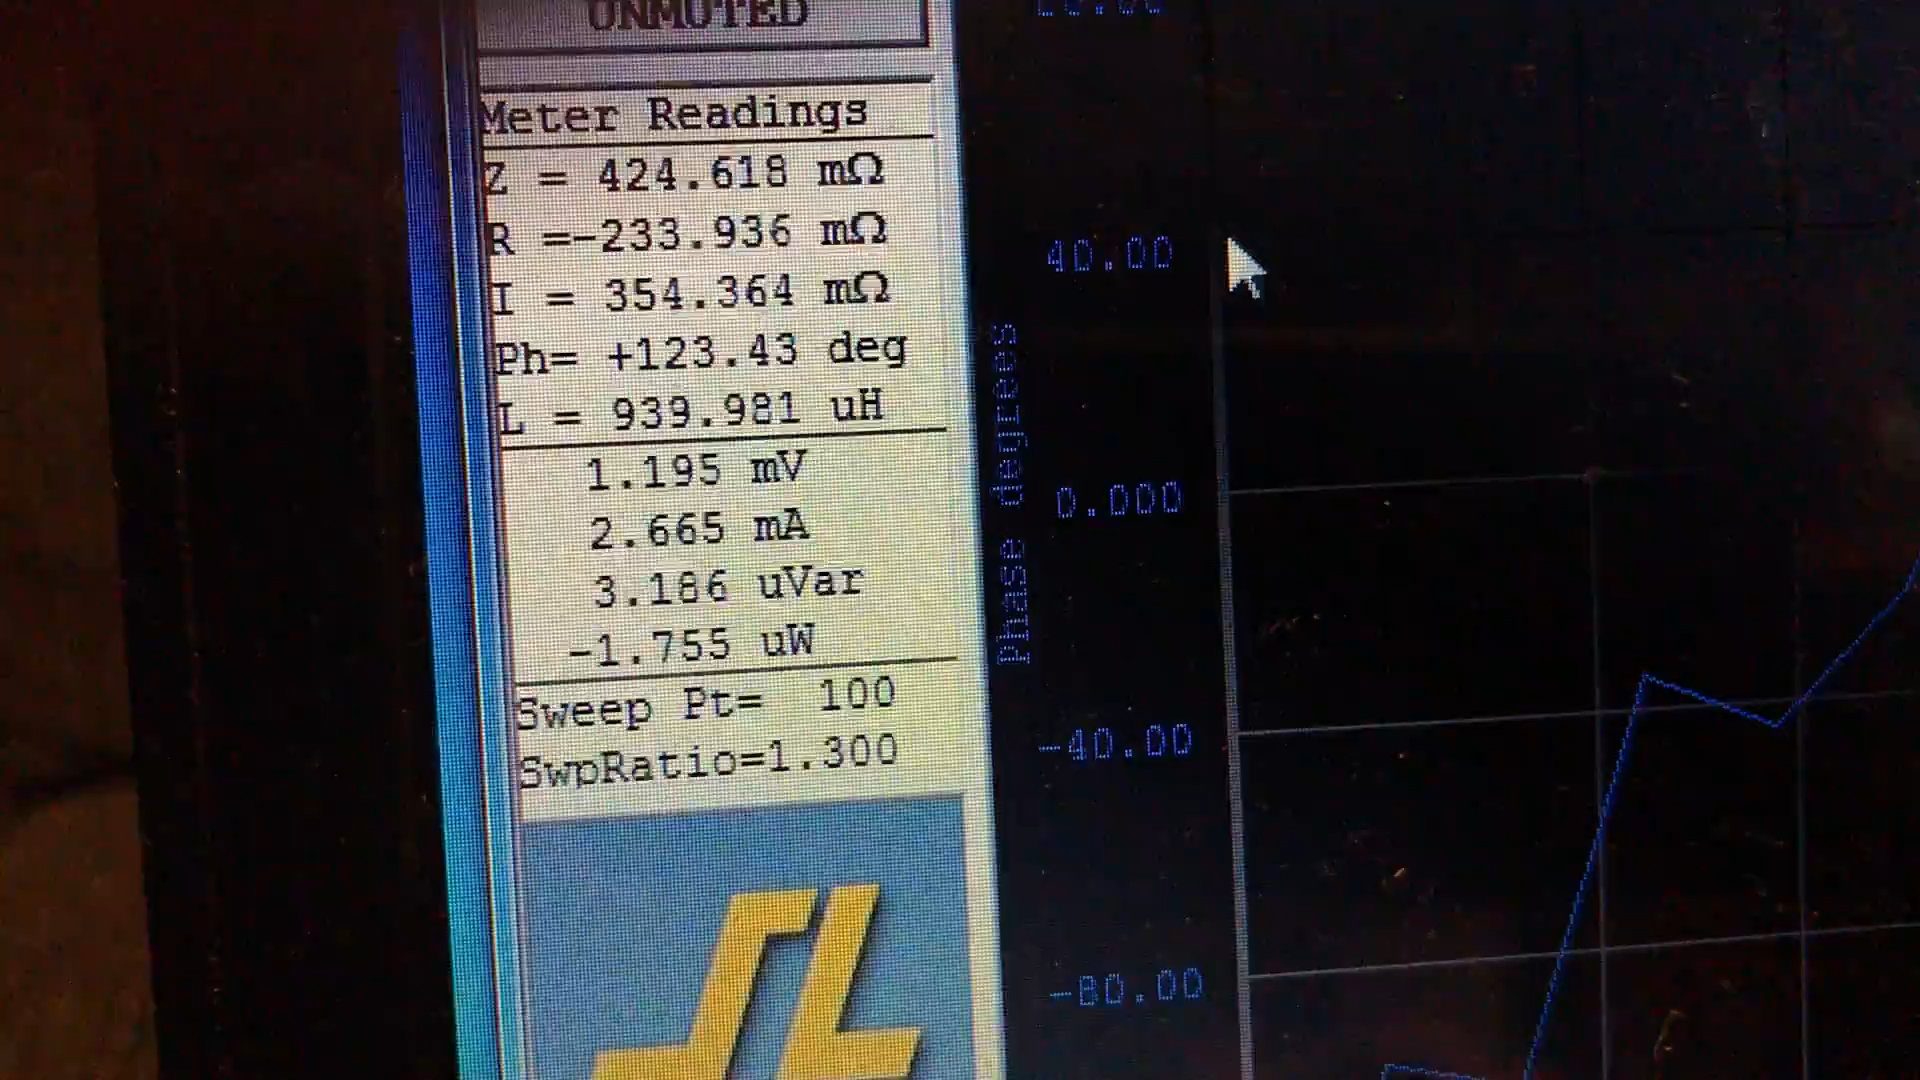 UNMUTED
Meter Readings
Z = 424.618 mΩ
R =-233.936 mΩ
I = 354.364 mΩ
Ph= +123.43 deg
L = 939.981 uH
1.195 mV
2.665 mA
3.186 uVar
-1.755 uW
Sweep Pt= 100
SwpRatio=1.300
Phase degrees
40.00
0.000
-40.00
-80.00